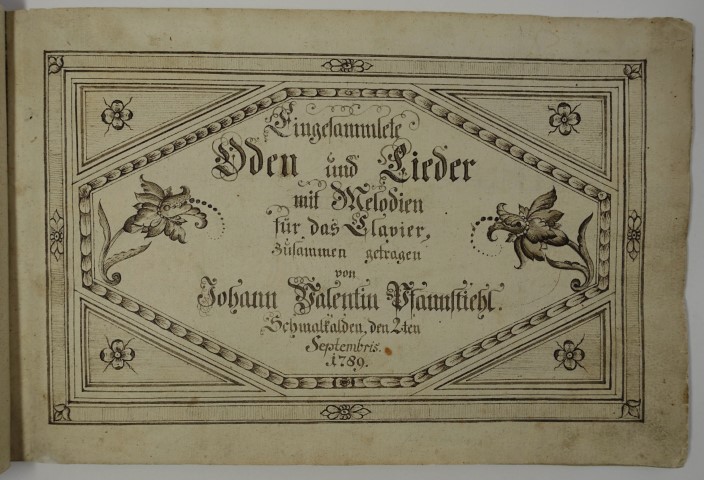 Eingesammlete
Oden und Lieder
mit Melodien
für das Clavier,
zusammen getragen
von
Johann Valentin Pfannstiehl.
Schmalkalden, den 2ten
Septembris.
1789.